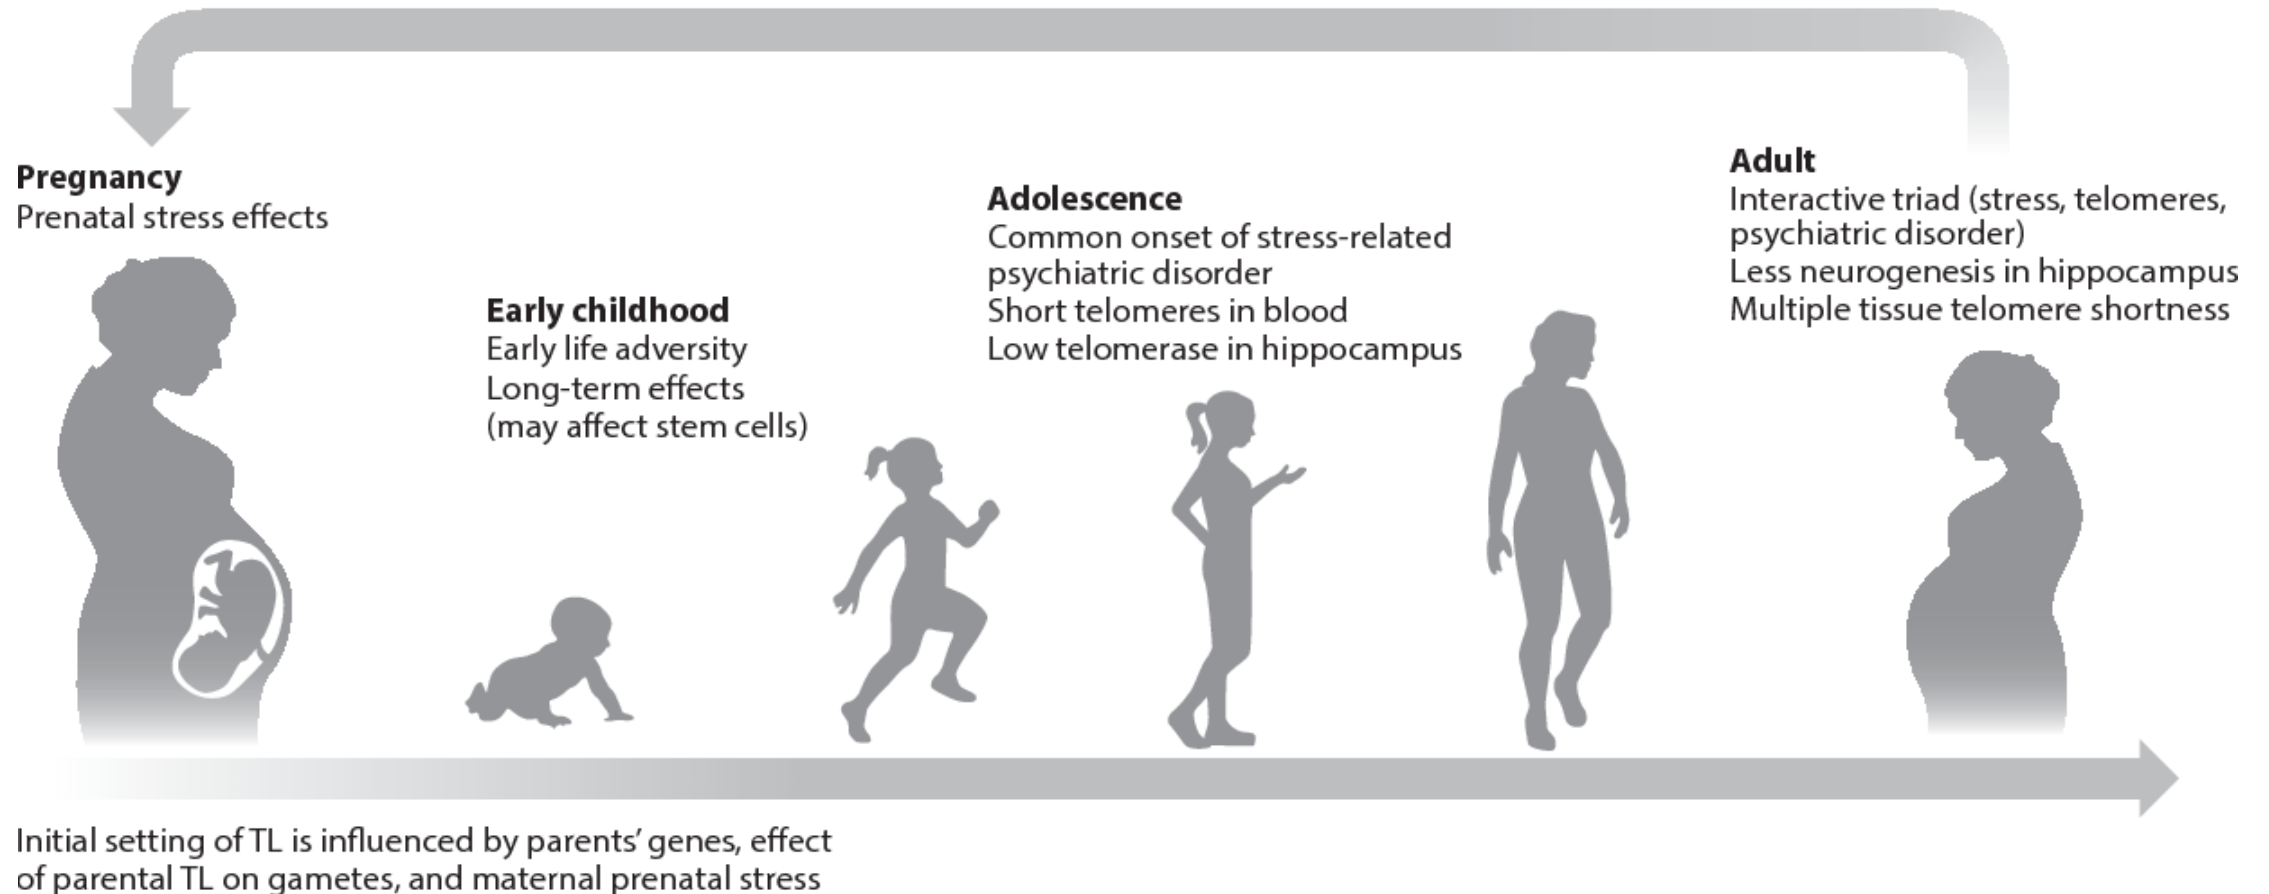 Pregnancy
Prenatal stress effects
Early childhood
Early life adversity
Long-term effects
(may affect stem cells)
Adolescence
Common onset of stress-related
psychiatric disorder
Short telomeres in blood
Low telomerase in hippocampus
Adult
Interactive triad (stress, telomeres,
psychiatric disorder)
Less neurogenesis in hippocampus
Multiple tissue telomere shortness
Initial setting of TL is influenced by parents’ genes, effect
of parental TL on gametes, and maternal prenatal stress